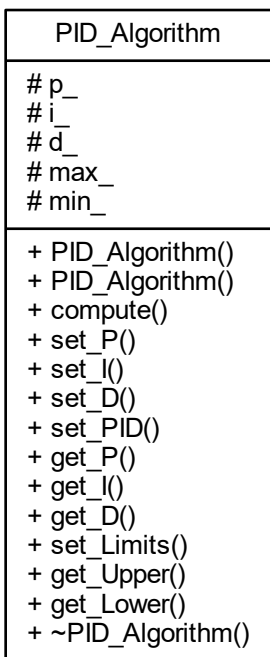 PID_Algorithm
# p_
# i_
# d_
# max_
# min_
+ PID_Algorithm()
+ PID_Algorithm()
+ compute()
+ set_P()
+ set_I()
+ set_D()
+ set_PID()
+ get_P()
+ get_I()
+ get_D()
+ set_Limits()
+ get_Upper()
+ get_Lower()
+ ~PID_Algorithm()